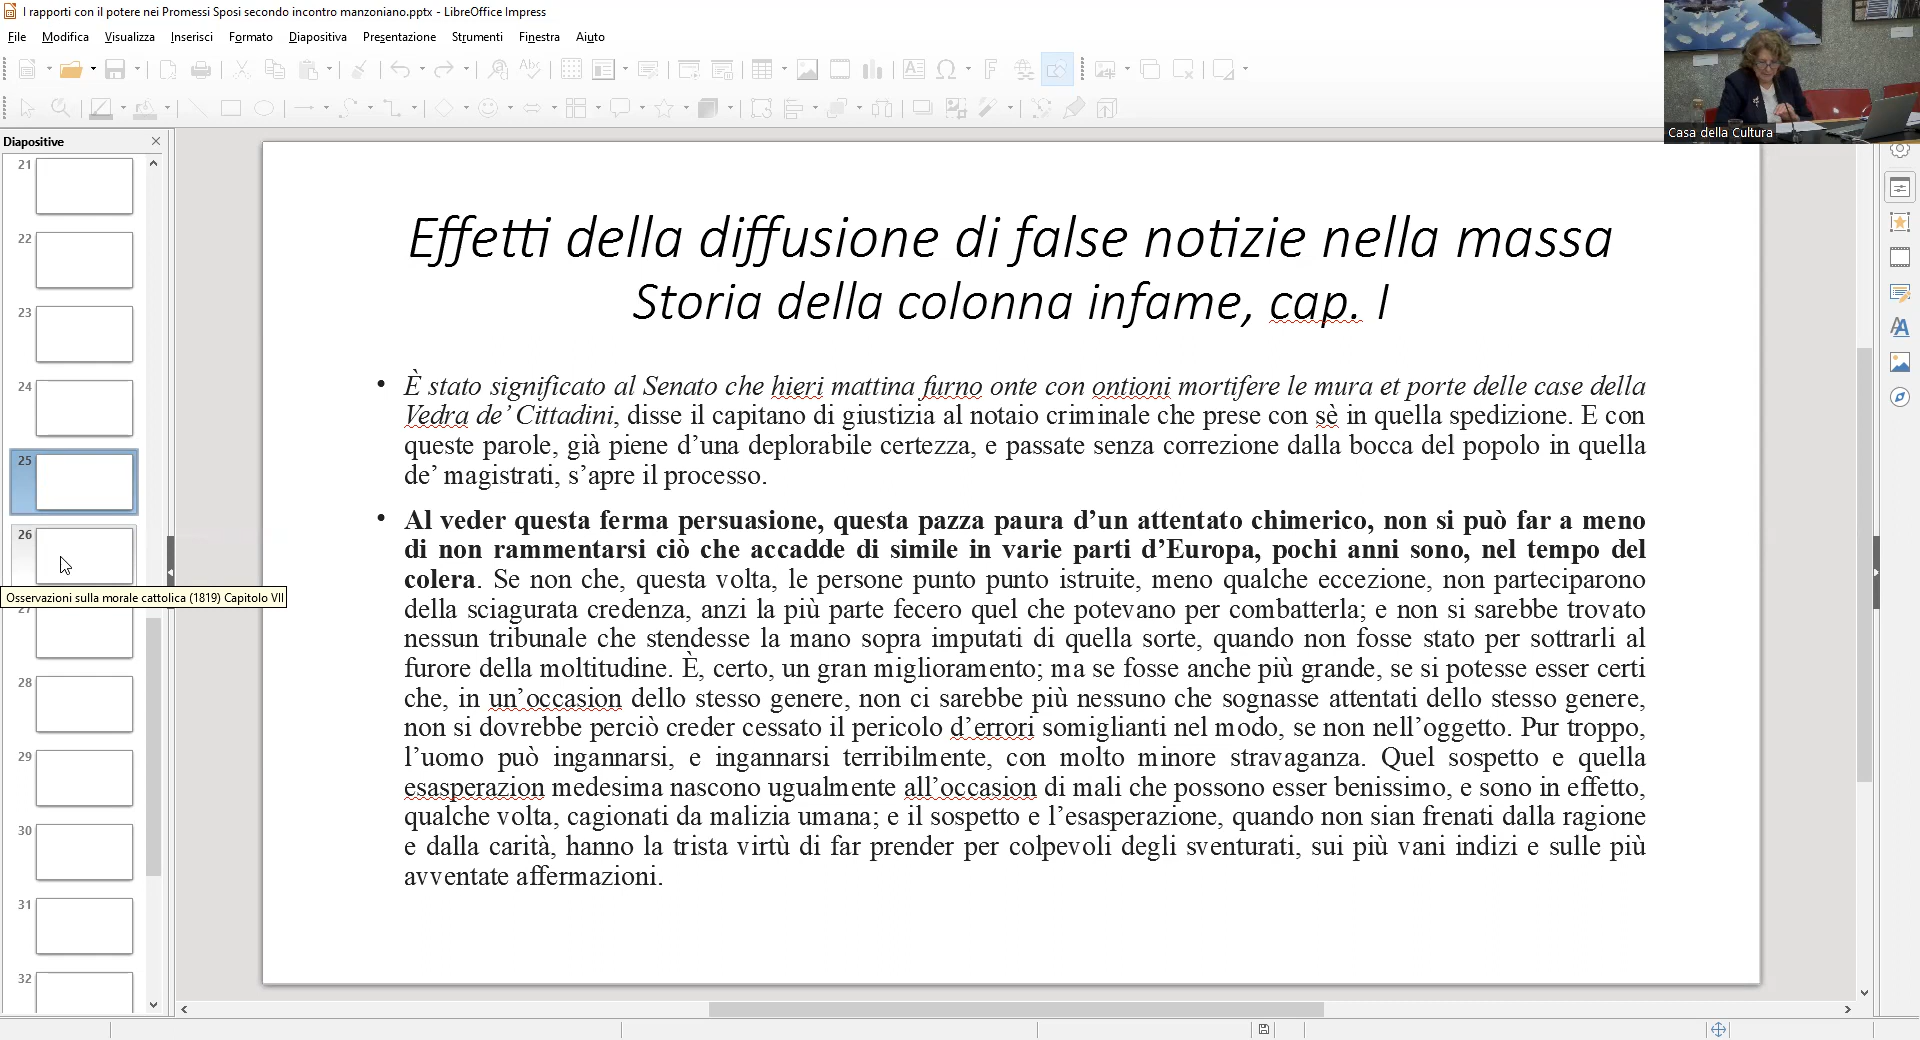 I rapporti con il potere nei Promessi Sposi secondo incontro manzoniano.pptx - LibreOffice Impress
File Modifica Visualizza Inserisci Formato Diapositiva Presentazione Strumenti Finestra Aiuto
Casa della Cultura
Diapositive
21
22
23
24
25
26
Osservazioni sulla morale cattolica (1819) Capitolo VII
27
28
29
30
31
32
Effetti della diffusione di false notizie nella massa
Storia della colonna infame, cap. I
• È stato significato al Senato che hieri mattina furno onte con ontioni mortifere le mura et porte delle case della
Vedra de’ Cittadini, disse il capitano di giustizia al notaio criminale che prese con sè in quella spedizione. E con
queste parole, già piene d’una deplorabile certezza, e passate senza correzione dalla bocca del popolo in quella
de’ magistrati, s’apre il processo.
• Al veder questa ferma persuasione, questa pazza paura d’un attentato chimerico, non si può far a meno
di non rammentarsi ciò che accadde di simile in varie parti d’Europa, pochi anni sono, nel tempo del
colera. Se non che, questa volta, le persone punto punto istruite, meno qualche eccezione, non parteciparono
della sciagurata credenza, anzi la più parte fecero quel che potevano per combatterla; e non si sarebbe trovato
nessun tribunale che stendesse la mano sopra imputati di quella sorte, quando non fosse stato per sottrarli al
furore della moltitudine. È, certo, un gran miglioramento; ma se fosse anche più grande, se si potesse esser certi
che, in un’occasion dello stesso genere, non ci sarebbe più nessuno che sognasse attentati dello stesso genere,
non si dovrebbe perciò creder cessato il pericolo d’errori somiglianti nel modo, se non nell’oggetto. Pur troppo,
l’uomo può ingannarsi, e ingannarsi terribilmente, con molto minore stravaganza. Quel sospetto e quella
esasperazion medesima nascono ugualmente all’occasion di mali che possono esser benissimo, e sono in effetto,
qualche volta, cagionati da malizia umana; e il sospetto e l’esasperazione, quando non sian frenati dalla ragione
e dalla carità, hanno la trista virtù di far prender per colpevoli degli sventurati, sui più vani indizi e sulle più
avventate affermazioni.